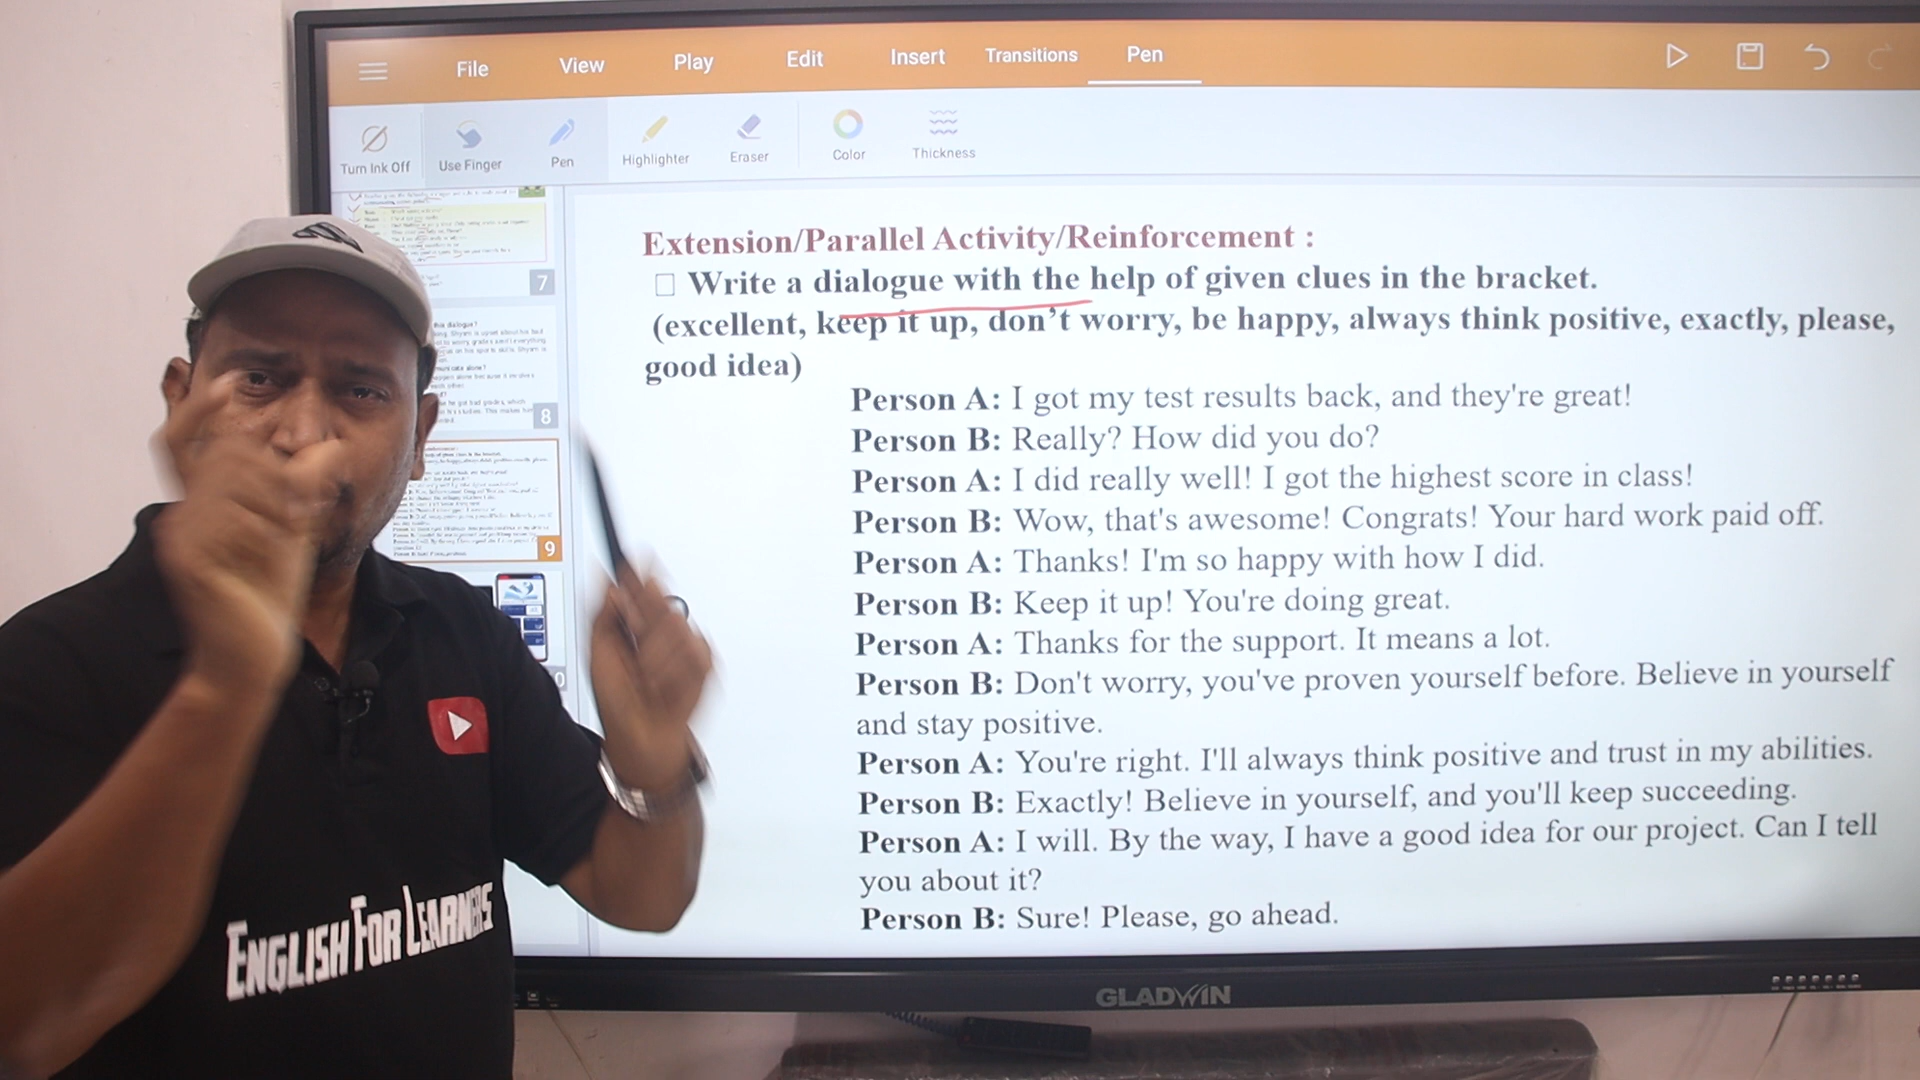 File View Play Edit Insert Transitions Pen
Turn Ink Off Use Finger Pen Highlighter Eraser Color Thickness
7
8
9
Extension/Parallel Activity/Reinforcement :
□ Write a dialogue with the help of given clues in the bracket.
(excellent, keep it up, don't worry, be happy, always think positive, exactly, please,
good idea)
Person A: I got my test results back, and they're great!
Person B: Really? How did you do?
Person A: I did really well! I got the highest score in class!
Person B: Wow, that's awesome! Congrats! Your hard work paid off.
Person A: Thanks! I'm so happy with how I did.
Person B: Keep it up! You're doing great.
Person A: Thanks for the support. It means a lot.
Person B: Don't worry, you've proven yourself before. Believe in yourself
and stay positive.
Person A: You're right. I'll always think positive and trust in my abilities.
Person B: Exactly! Believe in yourself, and you'll keep succeeding.
Person A: I will. By the way, I have a good idea for our project. Can I tell
you about it?
Person B: Sure! Please, go ahead.
ENGLISH FOR LEARNERS
GLADWIN